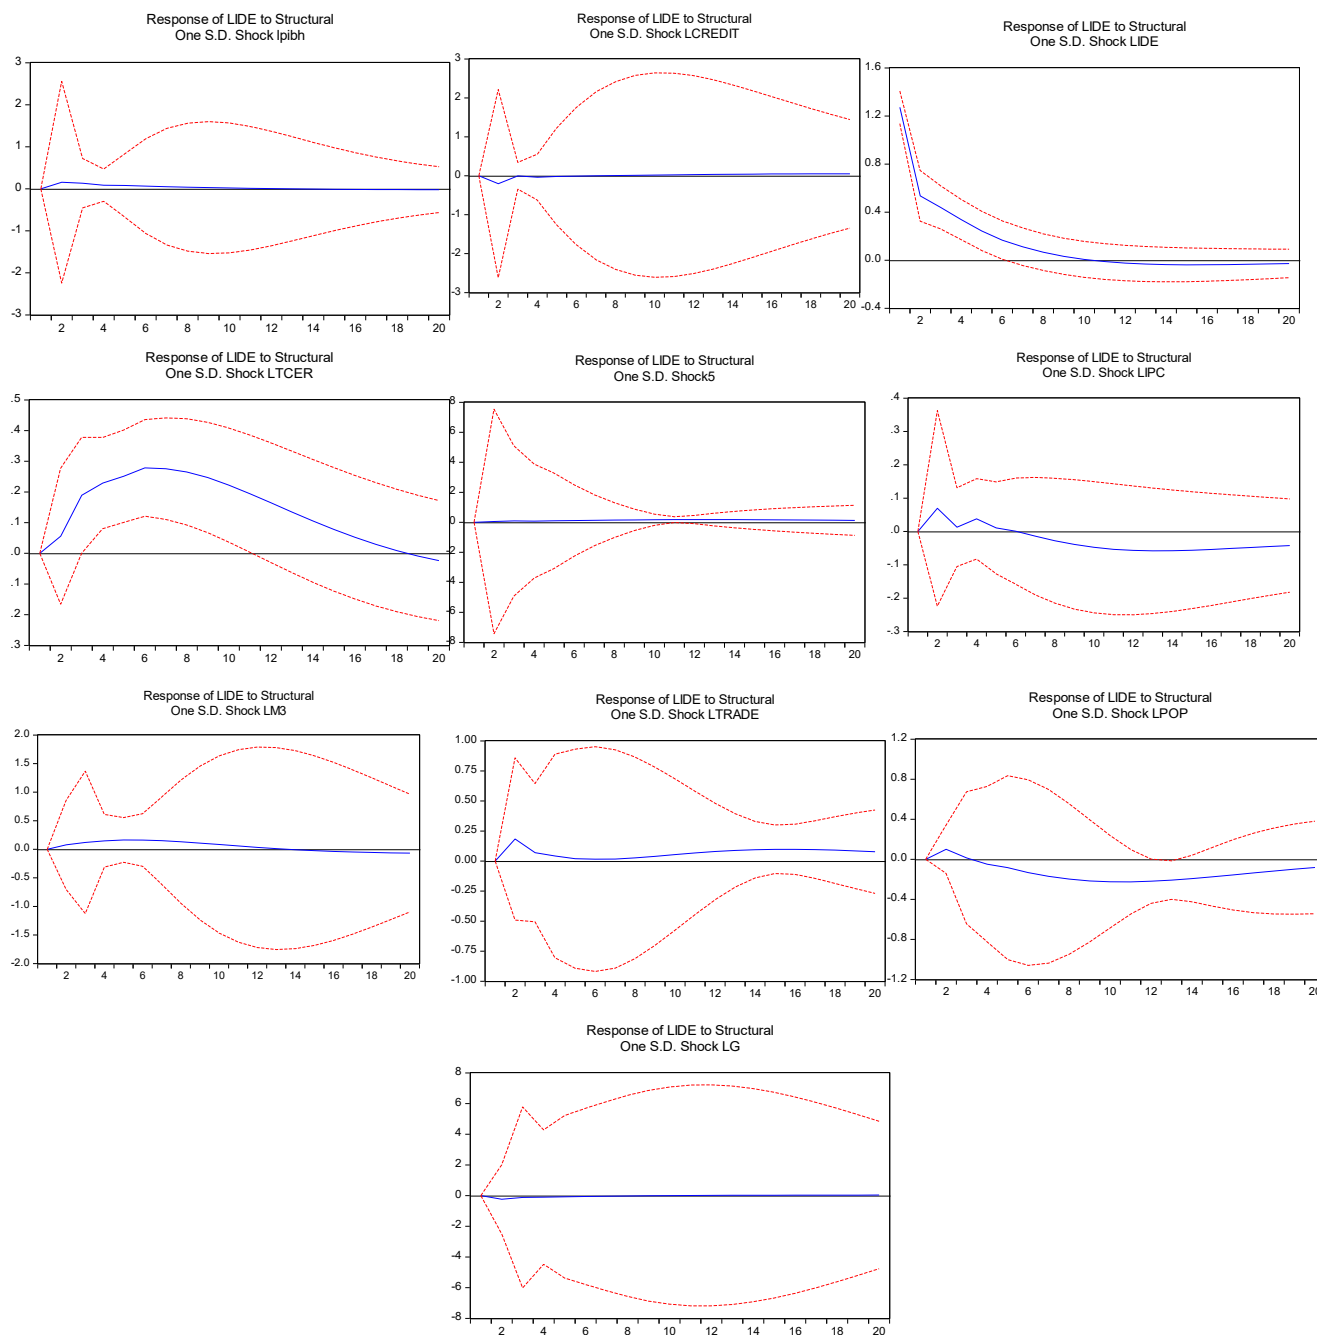 Response of LIDE to Structural
One S.D. Shock lpibh
3
2
1
0
-1
-2
-3
2 4 6 8 10 12 14 16 18 20
Response of LIDE to Structural
One S.D. Shock LCREDIT
3
2
1
0
-1
-2
-3
2 4 6 8 10 12 14 16 18 20
Response of LIDE to Structural
One S.D. Shock LIDE
1.6
1.2
0.8
0.4
0.0
-0.4
2 4 6 8 10 12 14 16 18 20
Response of LIDE to Structural
One S.D. Shock LTCER
.5
.4
.3
.2
.1
.0
.1
.2
.3
2 4 6 8 10 12 14 16 18 20
Response of LIDE to Structural
One S.D. Shock5
8
6
4
2
0
-2
-4
-6
-8
2 4 6 8 10 12 14 16 18 20
Response of LIDE to Structural
One S.D. Shock LIPC
.4
.3
.2
.1
.0
-.1
-.2
-.3
2 4 6 8 10 12 14 16 18 20
Response of LIDE to Structural
One S.D. Shock LM3
2.0
1.5
1.0
0.5
0.0
-0.5
-1.0
-1.5
-2.0
2 4 6 8 10 12 14 16 18 20
Response of LIDE to Structural
One S.D. Shock LTRADE
1.00
0.75
0.50
0.25
0.00
-0.25
-0.50
-0.75
-1.00
2 4 6 8 10 12 14 16 18 20
Response of LIDE to Structural
One S.D. Shock LPOP
1.2
0.8
0.4
0.0
-0.4
-0.8
-1.2
2 4 6 8 10 12 14 16 18 20
Response of LIDE to Structural
One S.D. Shock LG
8
6
4
2
0
-2
-4
-6
-8
2 4 6 8 10 12 14 16 18 20